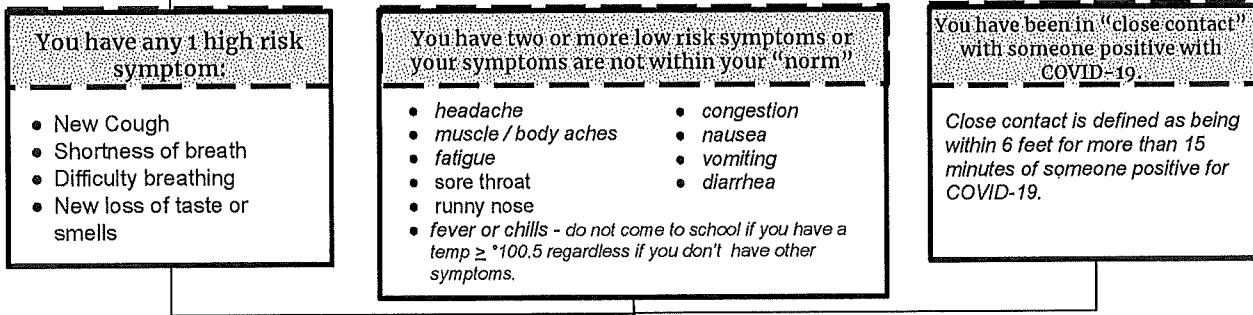 You have any 1 high risk
symptom:
• New Cough
• Shortness of breath
• Difficulty breathing
• New loss of taste or
smells
You have two or more low risk symptoms or
your symptoms are not within your “norm”
• headache
• muscle / body aches
• fatigue
• sore throat
• runny nose
• fever or chills - do not come to school if you have a
temp ≥ °100.5 regardless if you don't have other
symptoms.
• congestion
• nausea
• vomiting
• diarrhea
You have been in “close contact”
with someone positive with
COVID-19.
Close contact is defined as being
within 6 feet for more than 15
minutes of someone positive for
COVID-19.